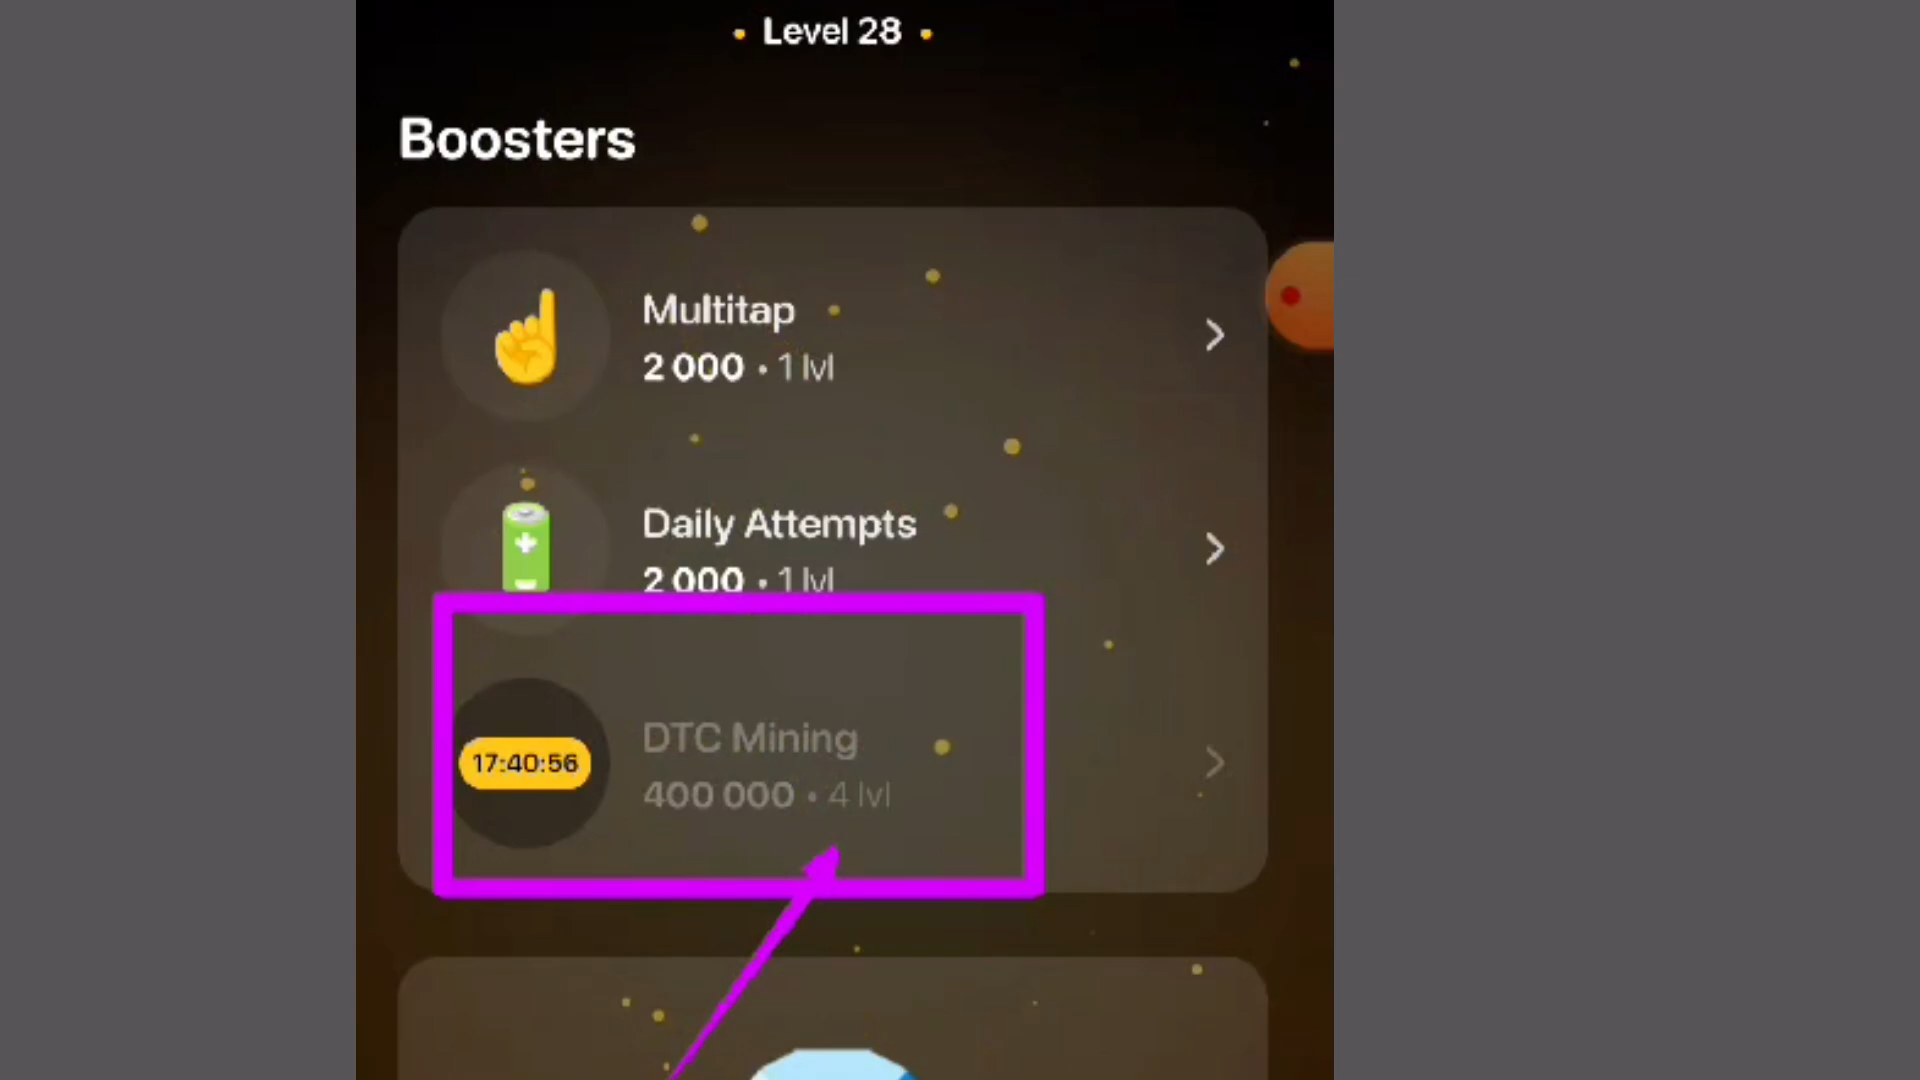 • Level 28 •
Boosters
Multitap
2 000 • 1 lvl
Daily Attempts
2 000 • 1 lvl
17:40:56
DTC Mining
400 000 • 4 lvl